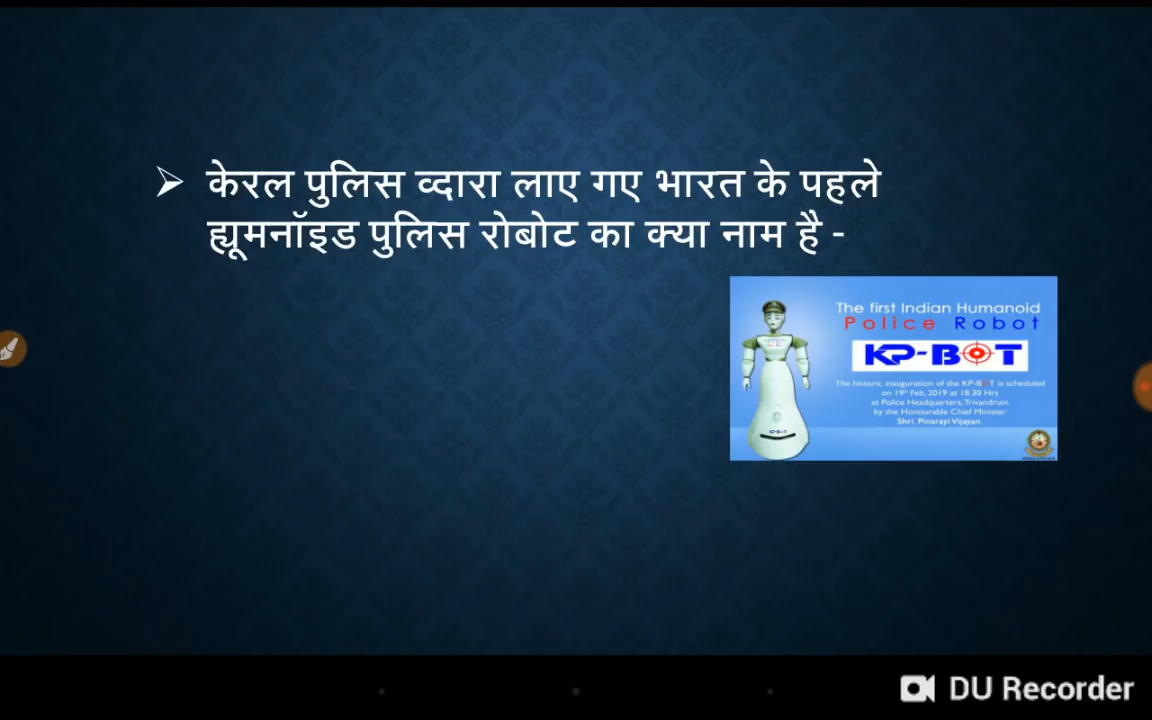 ➢ केरल पुलिस व्दारा लाए गए भारत के पहले
ह्यूमनॉइड पुलिस रोबोट का क्या नाम है -
The first Indian Humanoid
Police Robot
KP-BOT
The historic inauguration of the KP-BOT is scheduled
on 19th Feb, 2019 at 18.30 Hrs
at Police Headquarters, Trivandrum
by the Honourable Chief Minister
Shri. Pinarayi Vijayan.
KP-BOT
DU Recorder